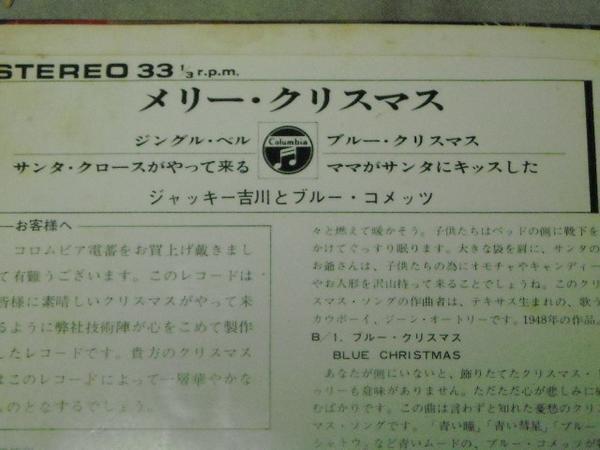 STEREO 33 1/3 r.p.m.
メリー・クリスマス
ジングル・ベル
ブルー・クリスマス
サンタ・クロースがやって来る
ママがサンタにキッスした
Columbia
ジャッキー吉川とブルー・コメッツ
お客様へ
コロムビア電蓄をお買上げ戴きまし
て有難うございます。このレコードは
皆様に素晴しいクリスマスがやって来
るように弊社技術陣が心をこめて製作
したレコードです。貴方のクリスマス
はこのレコードによって一層華やかな
ものとなるでしょう。
々と燃えて暖かそう。子供たちはベッドの側に靴下を
かけてぐっすり眠ります。大きな袋を肩に、サンタの
お爺さんは、子供たちの為にオモチャやキャンディー
やお人形を沢山持って来ることでしょうね。このクリ
スマス・ソングの作曲者は、テキサス生まれの、歌う
カウボーイ、ジーン・オートリーです。1948年の作品。
B/1. ブルー・クリスマス
BLUE CHRISTMAS
あなたが側にいないと、飾りたてたクリスマス・
ゥリーも意味がありません。ただただ心が悲しみに
むばかりです。この曲は言わずと知れた憂愁のクリ
マス・ソングです。「青い瞳」「青い彗星」「ブルー
シャトウ」など青いムードの、ブルー・コメッツが